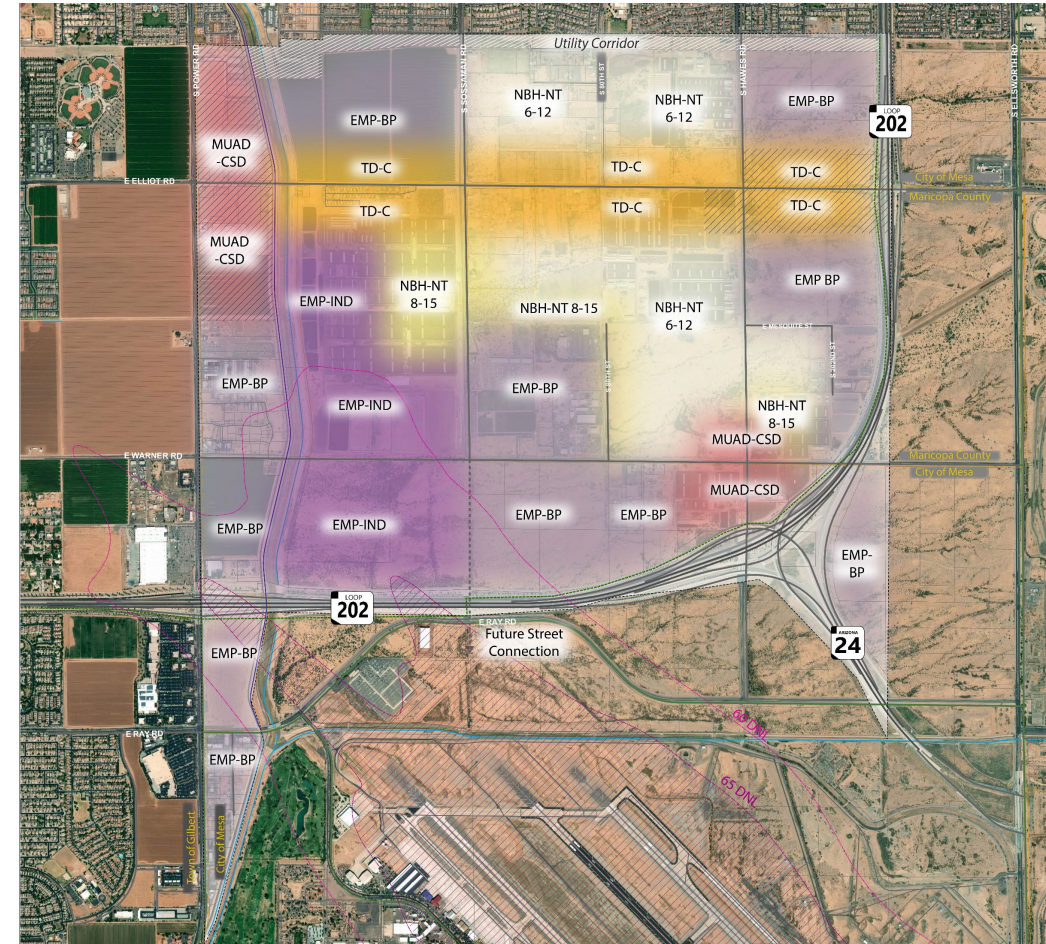 Utility Corridor
S POWER RD
S SOSSAMAN RD
S 80TH ST
S HAWES RD
S ELLSWORTH RD
NBH-NT
6-12
NBH-NT
6-12
EMP-BP
EMP-BP
LOOP
202
MUAD
-CSD
TD-C
TD-C
TD-C
E ELLIOT RD
City of Mesa
Maricopa County
TD-C
TD-C
TD-C
MUAD
-CSD
EMP-IND
NBH-NT
8-15
NBH-NT 8-15
NBH-NT
6-12
EMP BP
E MESQUITE ST
EMP-BP
EMP-IND
EMP-BP
NBH-NT
8-15
MUAD-CSD
E WARNER RD
Maricopa County
City of Mesa
MUAD-CSD
EMP-BP
EMP-IND
EMP-BP
EMP-BP
EMP-
BP
LOOP
202
E RAY RD
Future Street
Connection
ARIZONA
24
EMP-BP
60 DNL
E RAY RD
EMP-BP
65 DNL
Town of Gilbert
City of Mesa